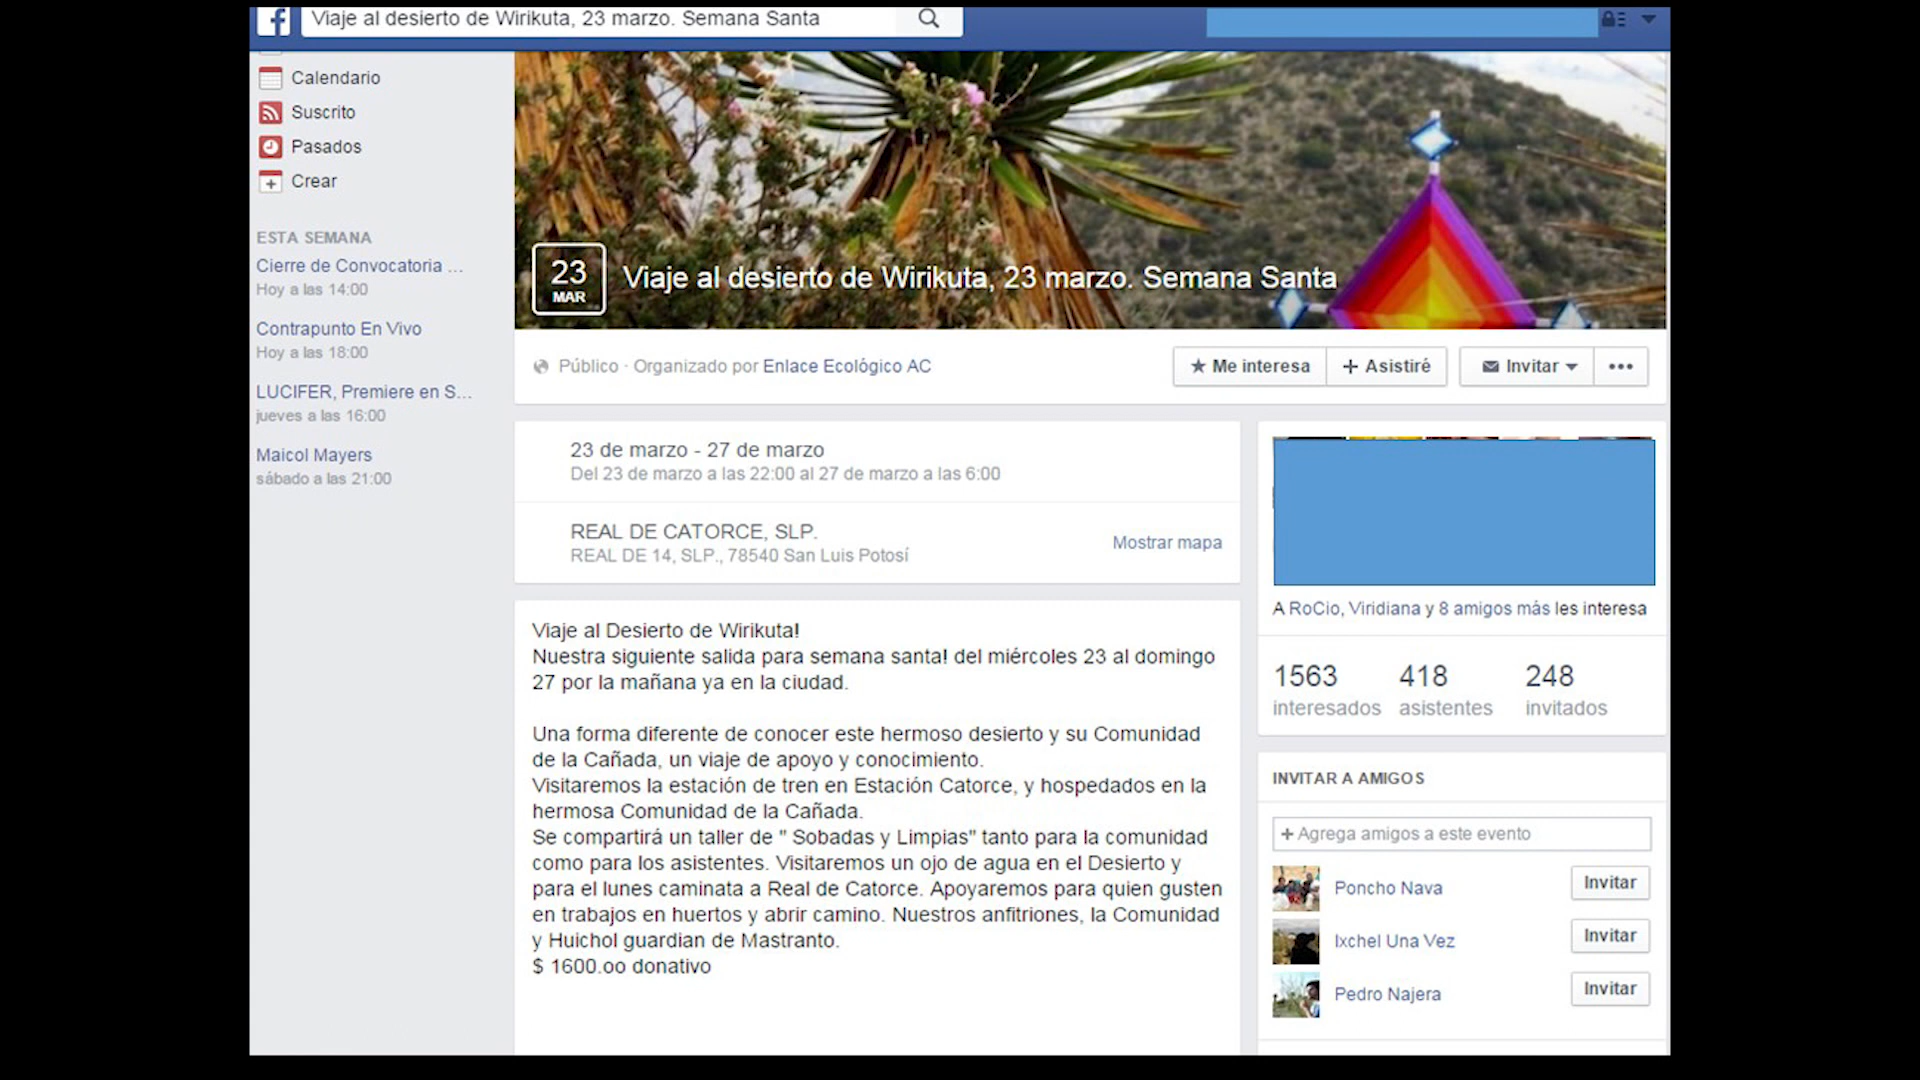 Viaje al desierto de Wirikuta, 23 marzo. Semana Santa
Calendario
Suscrito
Pasados
Crear
ESTA SEMANA
Cierre de Convocatoria ...
Hoy a las 14:00
Contrapunto En Vivo
Hoy a las 18:00
LUCIFER, Premiere en S...
jueves a las 16:00
Maicol Mayers
sábado a las 21:00
23
MAR
Viaje al desierto de Wirikuta, 23 marzo. Semana Santa
Público · Organizado por Enlace Ecológico AC
Me interesa
+ Asistiré
Invitar
23 de marzo - 27 de marzo
Del 23 de marzo a las 22:00 al 27 de marzo a las 6:00
REAL DE CATORCE, SLP.
REAL DE 14, SLP., 78540 San Luis Potosí
Mostrar mapa
Viaje al Desierto de Wirikuta!
Nuestra siguiente salida para semana santa! del miércoles 23 al domingo
27 por la mañana ya en la ciudad.
Una forma diferente de conocer este hermoso desierto y su Comunidad
de la Cañada, un viaje de apoyo y conocimiento.
Visitaremos la estación de tren en Estación Catorce, y hospedados en la
hermosa Comunidad de la Cañada.
Se compartirá un taller de " Sobadas y Limpias" tanto para la comunidad
como para los asistentes. Visitaremos un ojo de agua en el Desierto y
para el lunes caminata a Real de Catorce. Apoyaremos para quien gusten
en trabajos en huertos y abrir camino. Nuestros anfitriones, la Comunidad
y Huichol guardian de Mastranto.
$ 1600.oo donativo
A RoCio, Viridiana y 8 amigos más les interesa
1563 418 248
interesados asistentes invitados
INVITAR A AMIGOS
+ Agrega amigos a este evento
Poncho Nava Invitar
Ixchel Una Vez Invitar
Pedro Najera Invitar